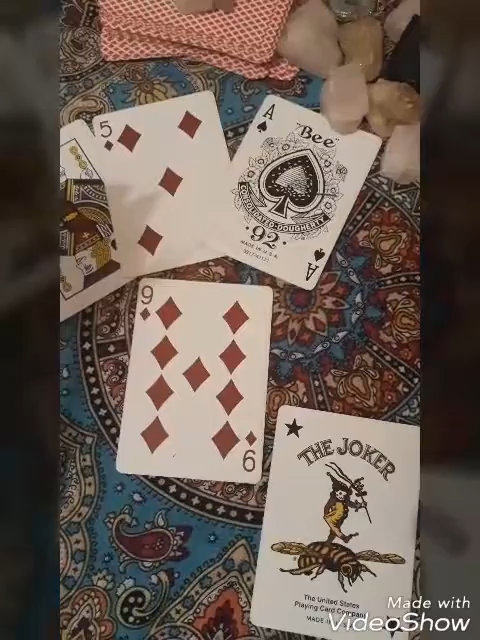 5
A
"Bee"
CONSOLIDATED-DOUGHERTY
92
MADE IN U.S.A.
A
9
9
THE JOKER
The United States
Playing Card Company
MADE
Made with
VideoShow